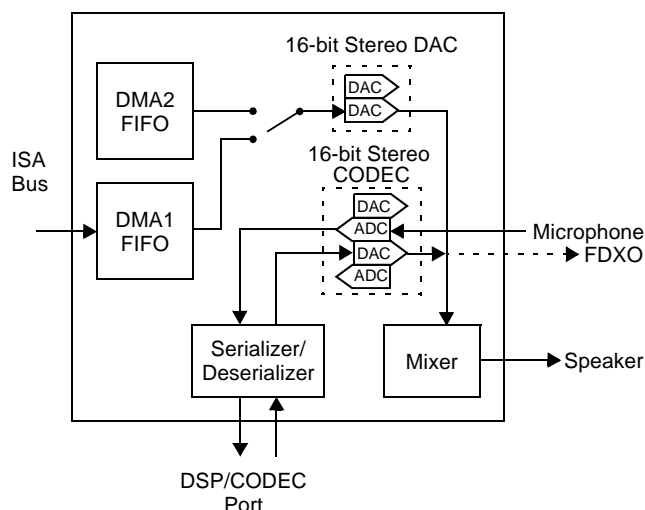 16-bit Stereo DAC
DAC
DAC
DMA2
FIFO
ISA
Bus
DMA1
FIFO
16-bit Stereo
CODEC
DAC
ADC
DAC
ADC
Microphone
FDXO
Serializer/
Deserializer
Mixer
Speaker
DSP/CODEC
Port